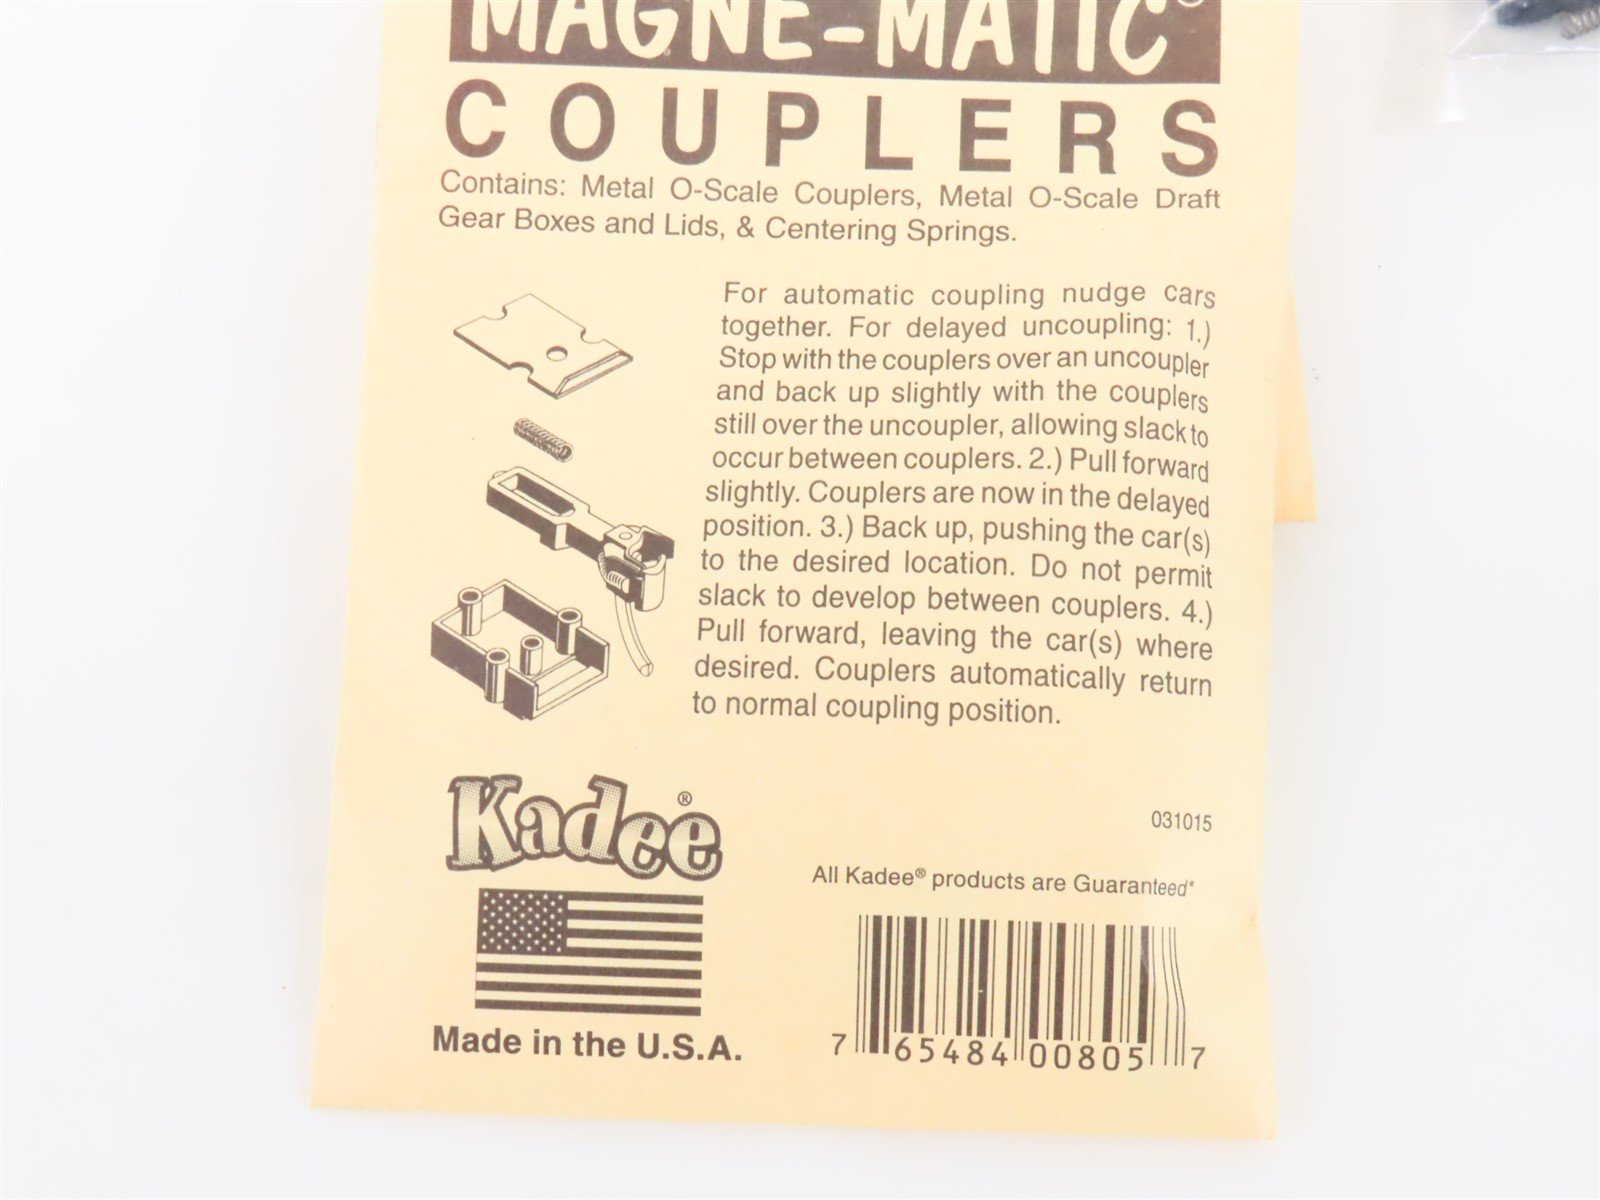 MAGNE-MATIC®
COUPLERS
Contains: Metal O-Scale Couplers, Metal O-Scale Draft
Gear Boxes and Lids, & Centering Springs.
For automatic coupling nudge cars
together. For delayed uncoupling: 1.)
Stop with the couplers over an uncoupler
and back up slightly with the couplers
still over the uncoupler, allowing slack to
occur between couplers. 2.) Pull forward
slightly. Couplers are now in the delayed
position. 3.) Back up, pushing the car(s)
to the desired location. Do not permit
slack to develop between couplers. 4.)
Pull forward, leaving the car(s) where
desired. Couplers automatically return
to normal coupling position.
Kadee®
Made in the U.S.A.
031015
All Kadee® products are Guaranteed*
7 65484 00805 7